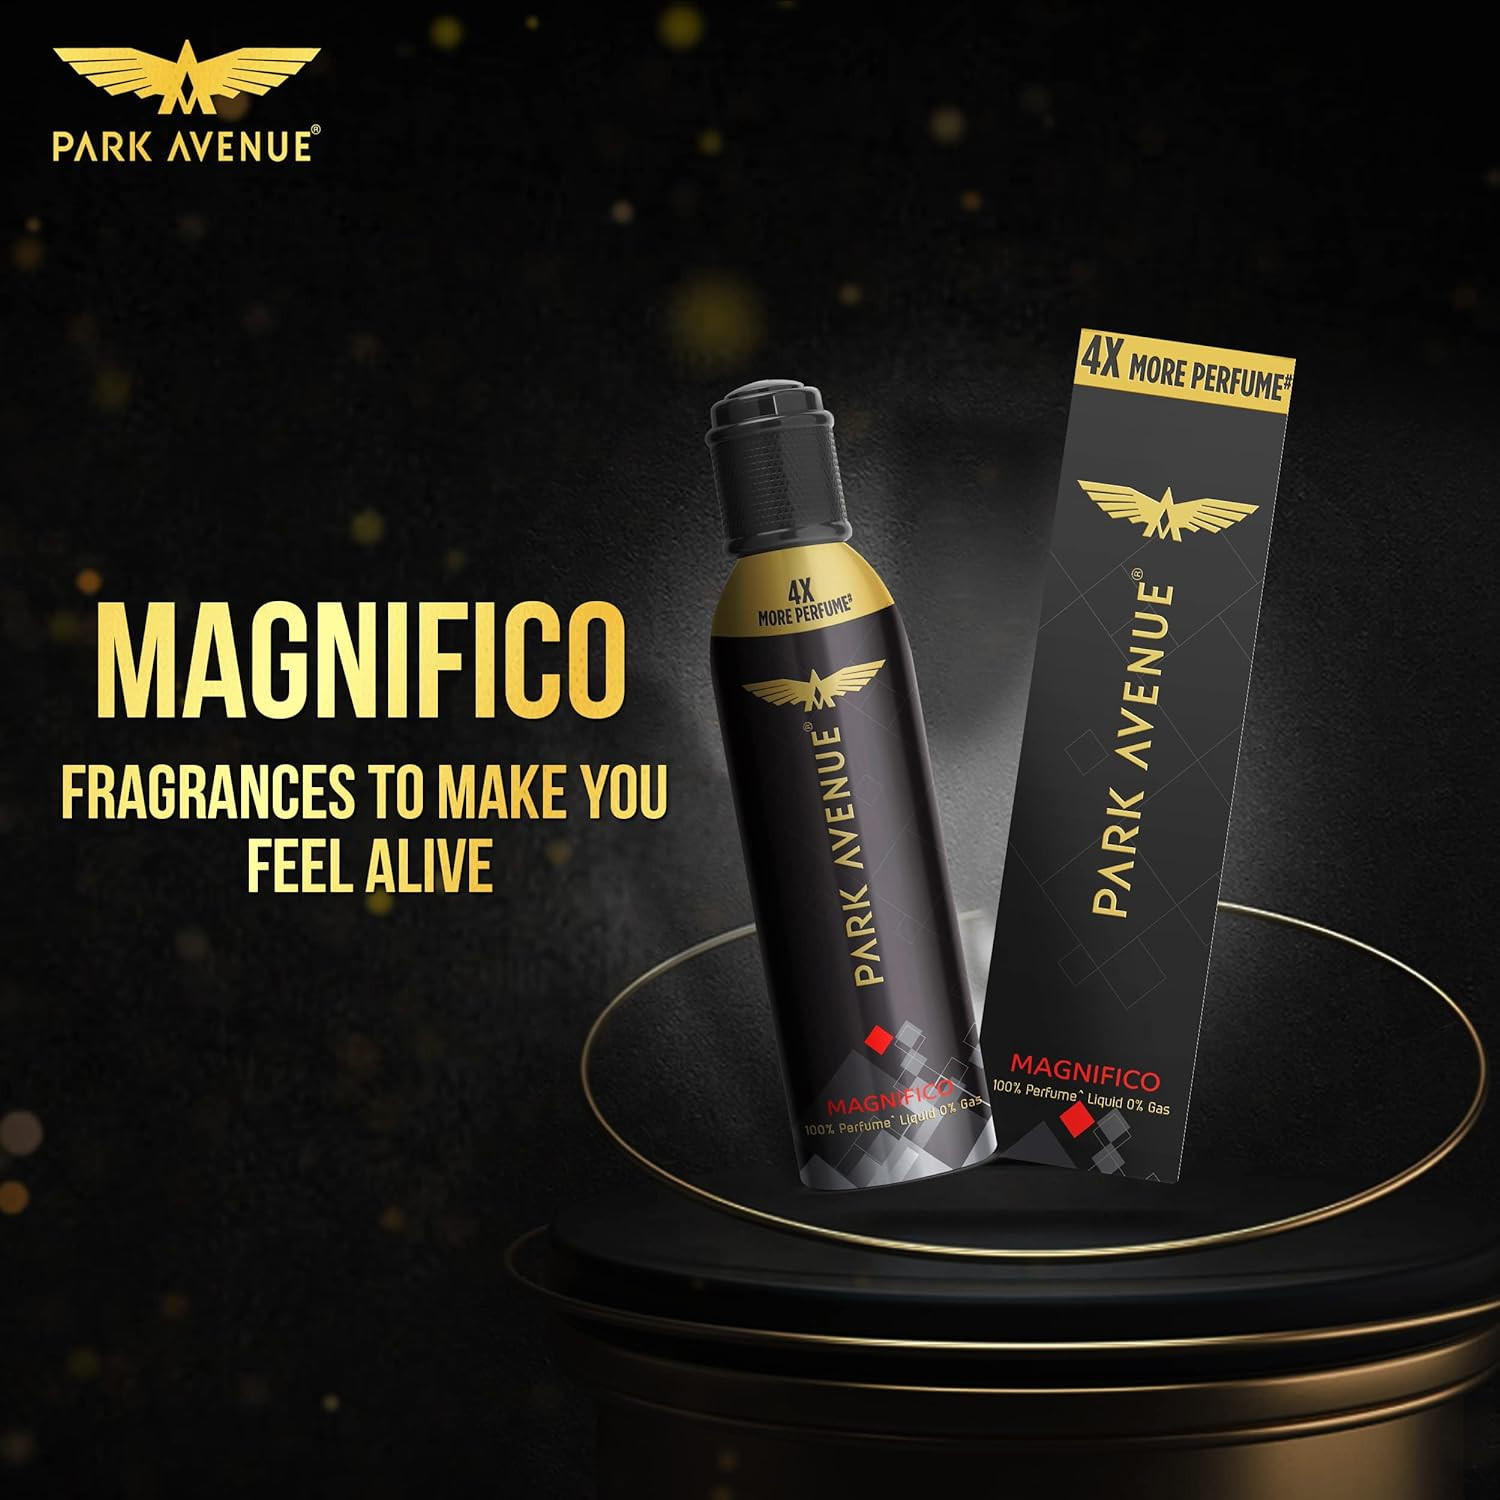 PARK AVENUE®
MAGNIFICO
FRAGRANCES TO MAKE YOU
FEEL ALIVE
4X
MORE PERFUME#
PARK AVENUE®
MAGNIFICO
100% Perfume^ Liquid 0% Gas
4X MORE PERFUME#
PARK AVENUE®
MAGNIFICO
100% Perfume^ Liquid 0% Gas